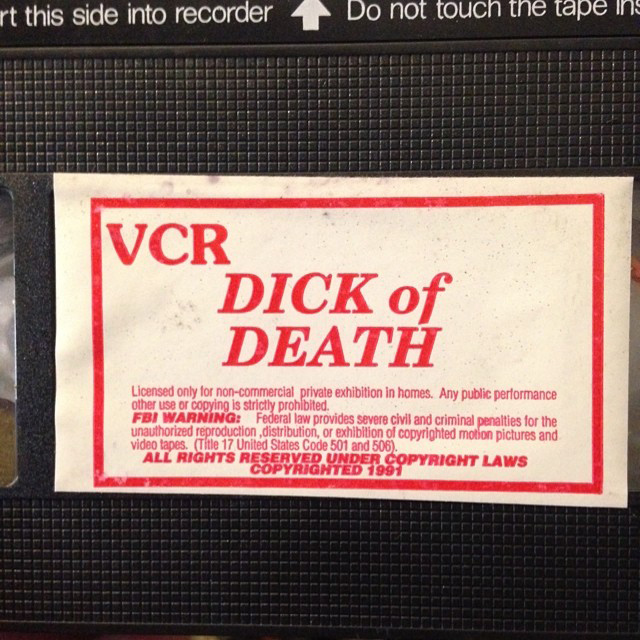 rt this side into recorder Do not touch the tape ins
VCR
DICK of
DEATH
Licensed only for non-commercial private exhibition in homes. Any public performance
other use or copying is strictly prohibited.
FBI WARNING: Federal law provides severe civil and criminal penalties for the
unauthorized reproduction ,distribution, or exhibition of copyrighted motion pictures and
video tapes. (Title 17 United States Code 501 and 506).
ALL RIGHTS RESERVED UNDER COPYRIGHT LAWS
COPYRIGHTED 1991